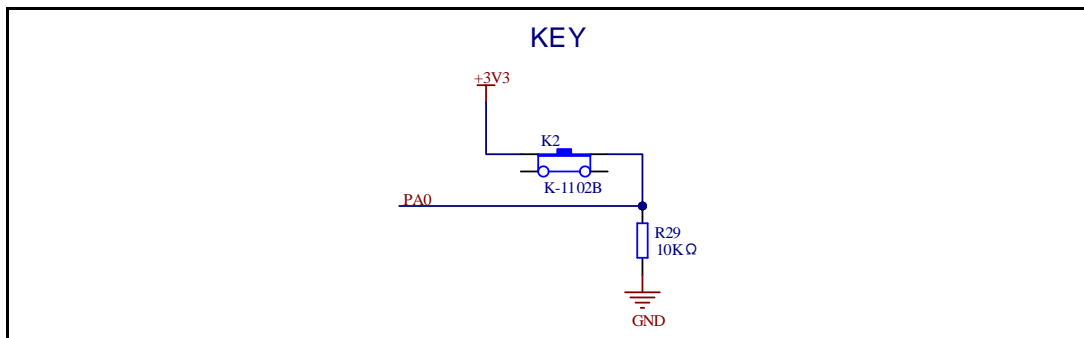 KEY
+3V3
K2
K-1102B
PA0
R29
10KΩ
GND